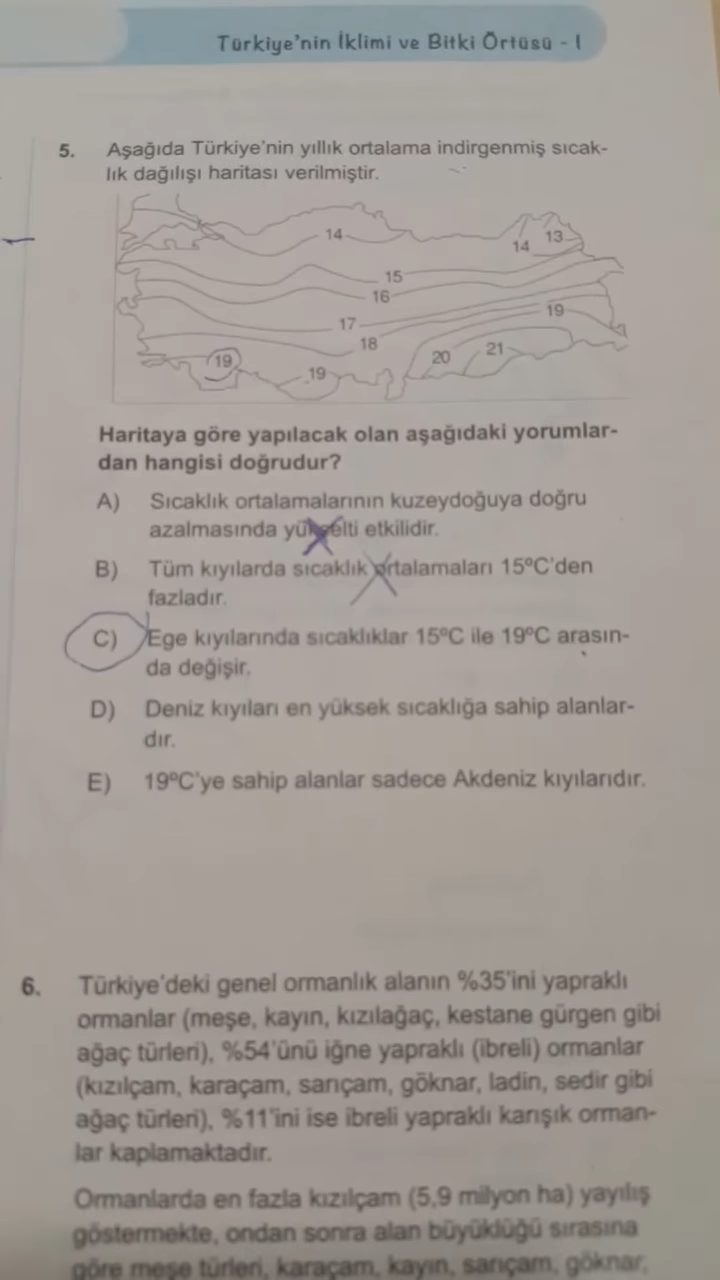 Türkiye'nin İklimi ve Bitki Örtüsü - I
5. Aşağıda Türkiye'nin yıllık ortalama indirgenmiş sıcak-
lık dağılışı haritası verilmiştir.
14
14
13
15
16
19
17
18
19
20
21
19
Haritaya göre yapılacak olan aşağıdaki yorumlar-
dan hangisi doğrudur?
A) Sıcaklık ortalamalarının kuzeydoğuya doğru
azalmasında yükselti etkilidir.
B) Tüm kıyılarda sıcaklık ortalamaları 15ºC'den
fazladır.
C) Ege kıyılarında sıcaklıklar 15ºC ile 19ºC arasın-
da değişir.
D) Deniz kıyıları en yüksek sıcaklığa sahip alanlar-
dır.
E) 19ºC'ye sahip alanlar sadece Akdeniz kıyılarıdır.
6. Türkiye'deki genel ormanlık alanın %35'ini yapraklı
ormanlar (meşe, kayın, kızılağaç, kestane gürgen gibi
ağaç türleri), %54'ünü iğne yapraklı (ibreli) ormanlar
(kızılçam, karaçam, sarıçam, göknar, ladin, sedir gibi
ağaç türleri), %11'ini ise ibreli yapraklı karışık orman-
lar kaplamaktadır.
Ormanlarda en fazla kızılçam (5,9 milyon ha) yayılış
göstermekte, ondan sonra alan büyüklüğü sırasına
göre meşe türleri, karaçam, kayın, sarıçam, göknar,